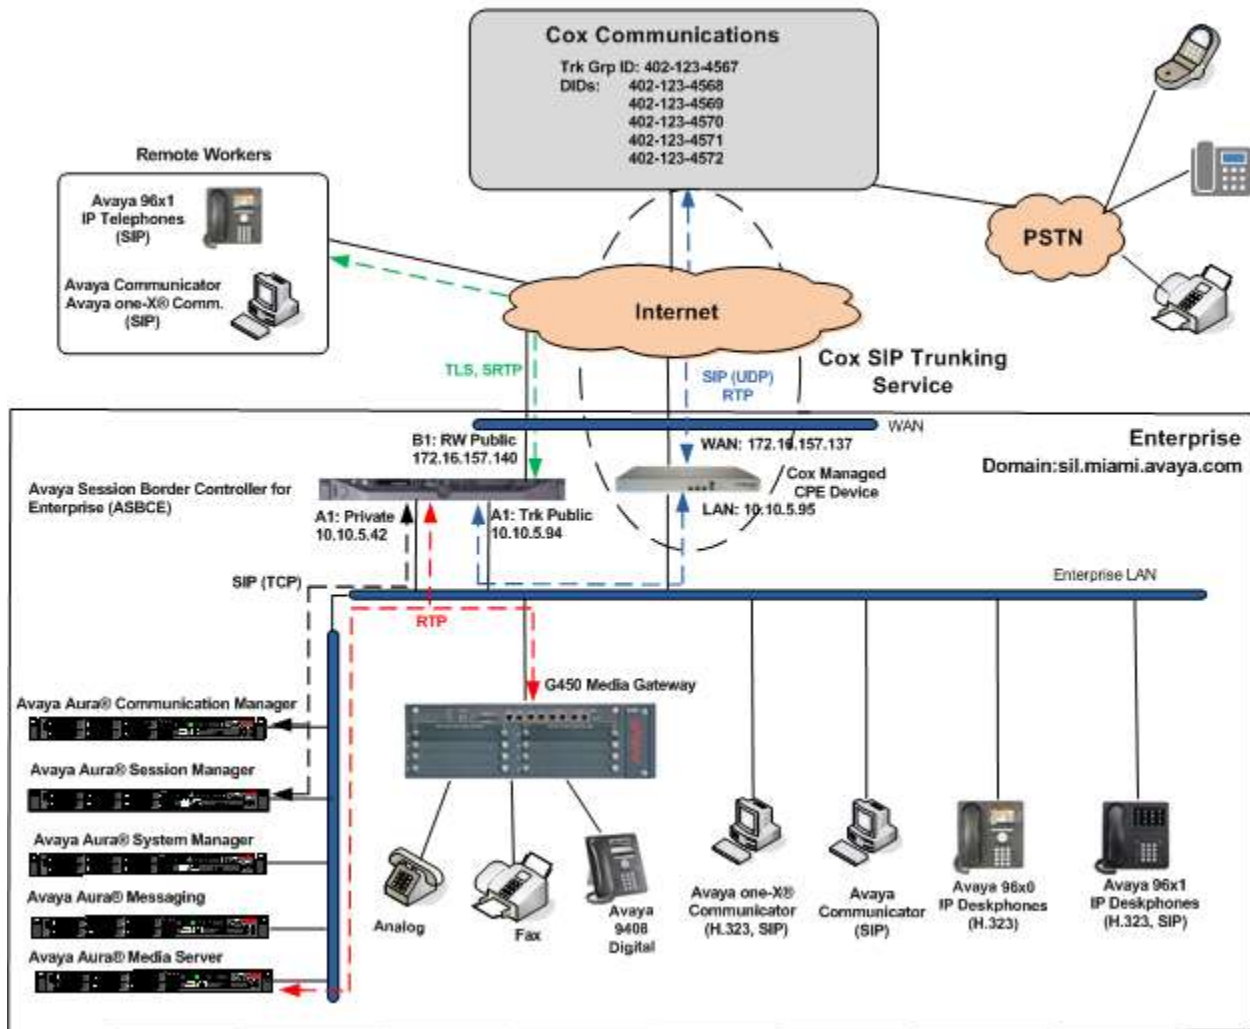 Cox Communications
Trk Grp ID: 402-123-4567
DIDs: 402-123-4568
402-123-4569
402-123-4570
402-123-4571
402-123-4572
Remote Workers
Avaya 96x1
IP Telephones
(SIP)
Avaya Communicator
Avaya one-X® Comm.
(SIP)
PSTN
Internet
Cox SIP Trunking
Service
TLS, SRTP
SIP (UDP)
RTP
WAN
Enterprise
Domain:sil.miami.avaya.com
B1: RW Public
172.16.157.140
WAN: 172.16.157.137
Cox Managed
CPE Device
LAN: 10.10.5.95
Avaya Session Border Controller for
Enterprise (ASBCE)
A1: Private
10.10.5.42
A1: Trk Public
10.10.5.94
SIP (TCP)
Enterprise LAN
RTP
G450 Media Gateway
Avaya Aura® Communication Manager
Avaya Aura® Session Manager
Avaya Aura® System Manager
Avaya Aura® Messaging
Avaya Aura® Media Server
Analog
Fax
Avaya
9408
Digital
Avaya one-X®
Communicator
(H.323, SIP)
Avaya
Communicator
(SIP)
Avaya 96x0
IP Deskphones
(H.323)
Avaya 96x1
IP Deskphones
(H.323, SIP)